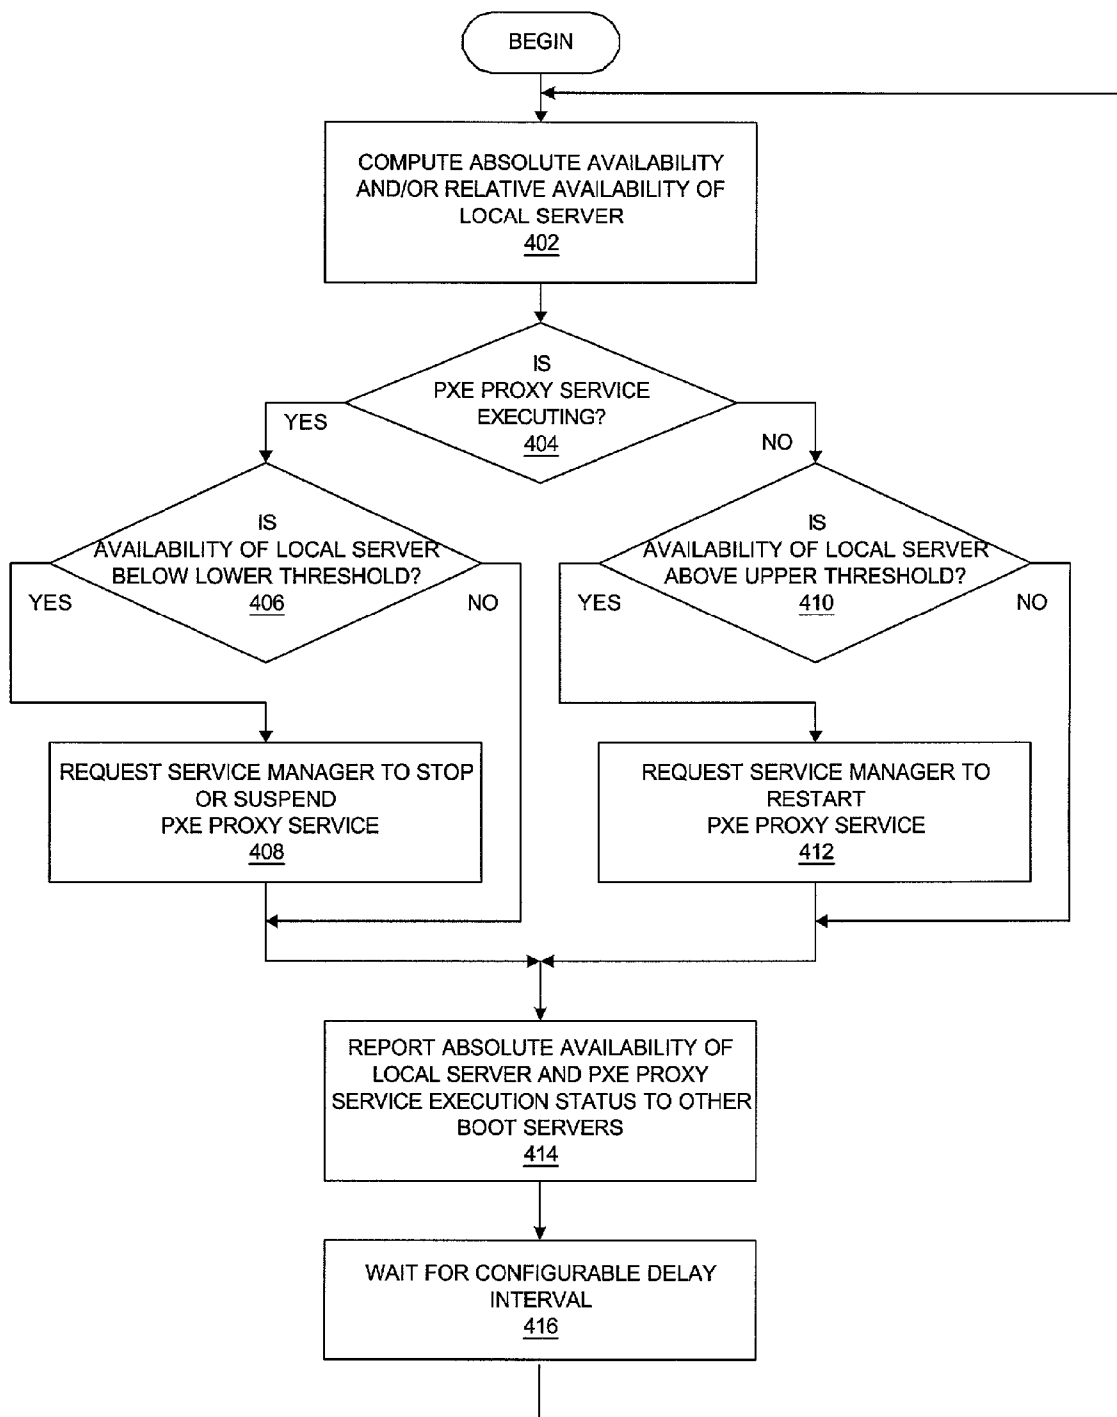 BEGIN
COMPUTE ABSOLUTE AVAILABILITY
AND/OR RELATIVE AVAILABILITY OF
LOCAL SERVER
402
IS
PXE PROXY SERVICE
EXECUTING?
404
YES
NO
IS
AVAILABILITY OF LOCAL SERVER
BELOW LOWER THRESHOLD?
406
YES
NO
IS
AVAILABILITY OF LOCAL SERVER
ABOVE UPPER THRESHOLD?
410
YES
NO
REQUEST SERVICE MANAGER TO STOP
OR SUSPEND
PXE PROXY SERVICE
408
REQUEST SERVICE MANAGER TO
RESTART
PXE PROXY SERVICE
412
REPORT ABSOLUTE AVAILABILITY OF
LOCAL SERVER AND PXE PROXY
SERVICE EXECUTION STATUS TO OTHER
BOOT SERVERS
414
WAIT FOR CONFIGURABLE DELAY
INTERVAL
416